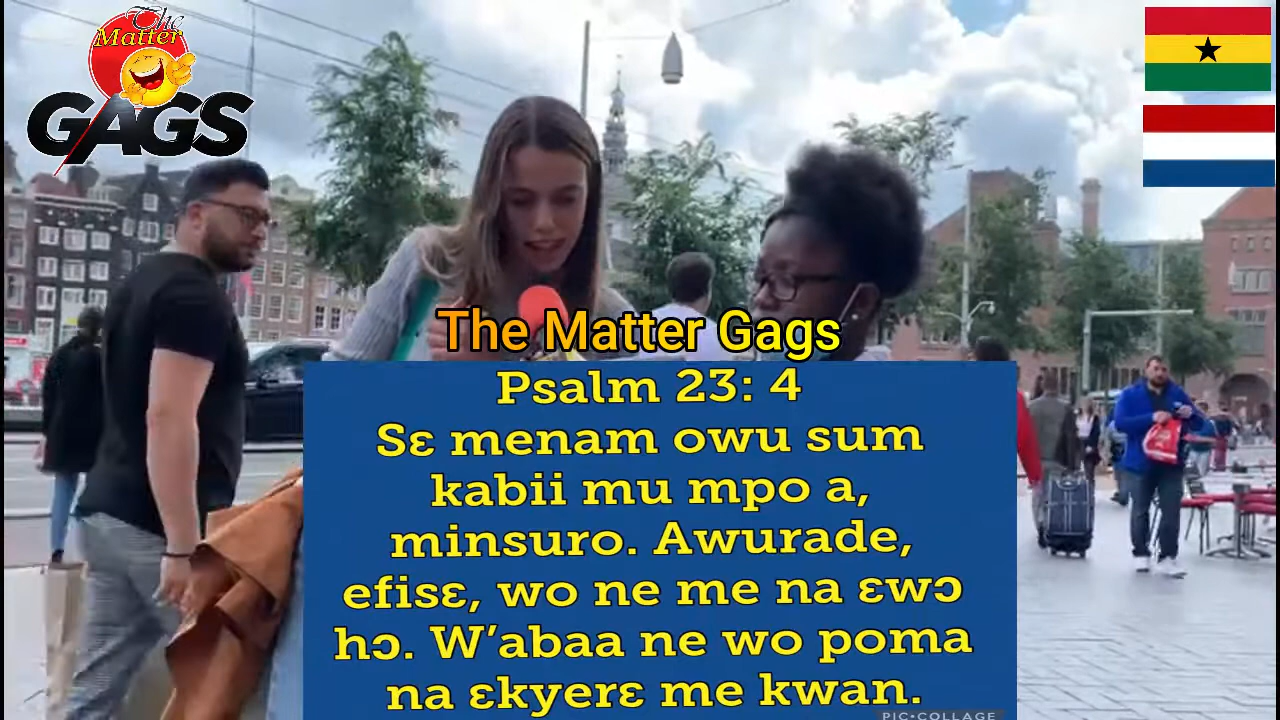 The
Matter
GAGS
The Matter Gags
Psalm 23: 4
Sɛ menam owu sum
kabii mu mpo a,
minsuro. Awurade,
efisɛ, wo ne me na ɛwɔ
hɔ. W’abaa ne wo poma
na ɛkyerɛ me kwan.
PIC•COLLAGE